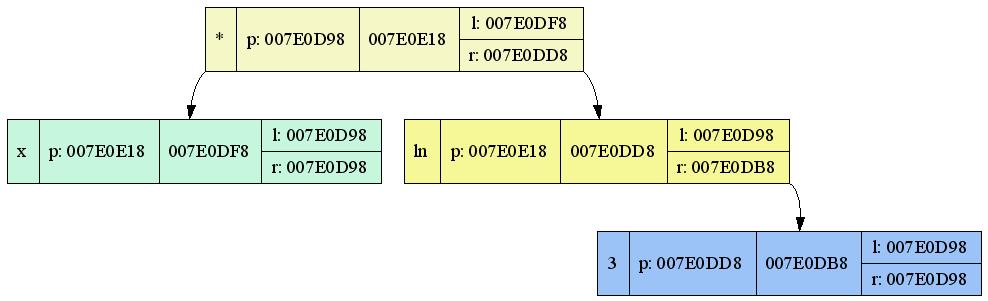 * p: 007E0D98 007E0E18 l: 007E0DF8
r: 007E0DD8
x p: 007E0E18 007E0DF8 l: 007E0D98
r: 007E0D98
ln p: 007E0E18 007E0DD8 l: 007E0D98
r: 007E0DB8
3 p: 007E0DD8 007E0DB8 l: 007E0D98
r: 007E0D98